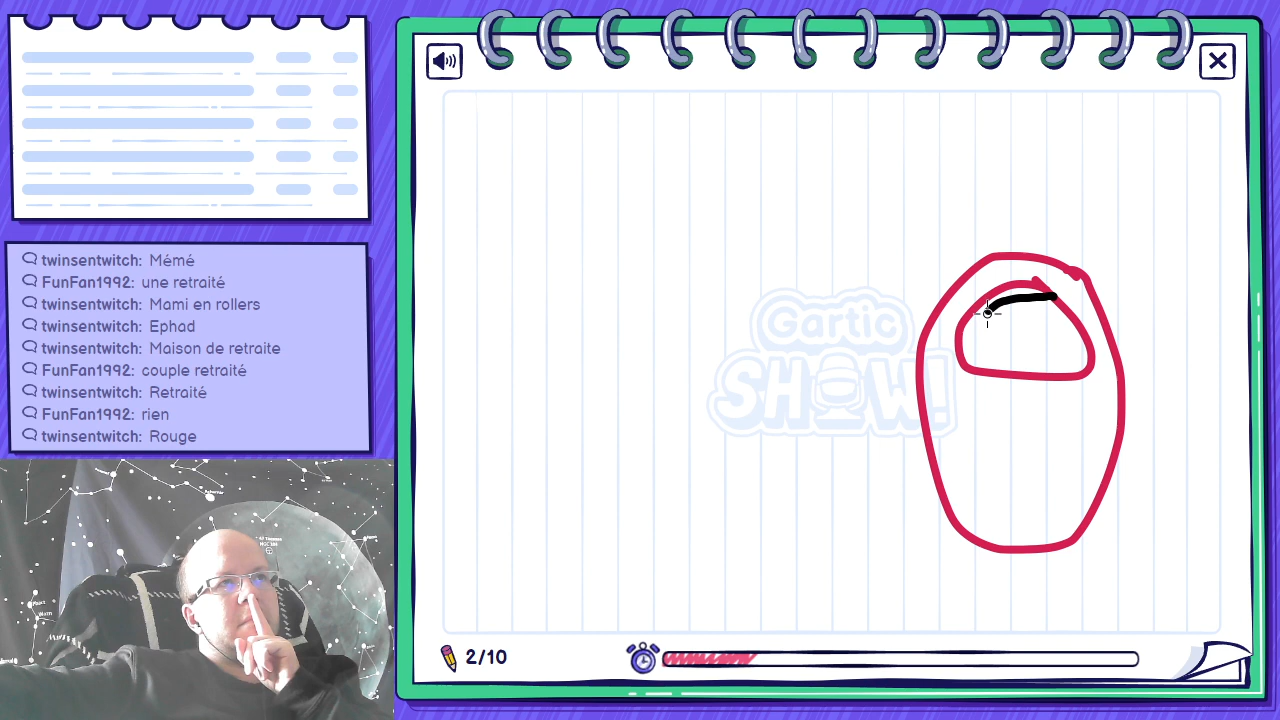 twinsentwitch: Mémé
FunFan1992: une retraité
twinsentwitch: Mami en rollers
twinsentwitch: Ephad
twinsentwitch: Maison de retraite
FunFan1992: couple retraité
twinsentwitch: Retraité
FunFan1992: rien
twinsentwitch: Rouge
Gartic
SHOW!
2/10